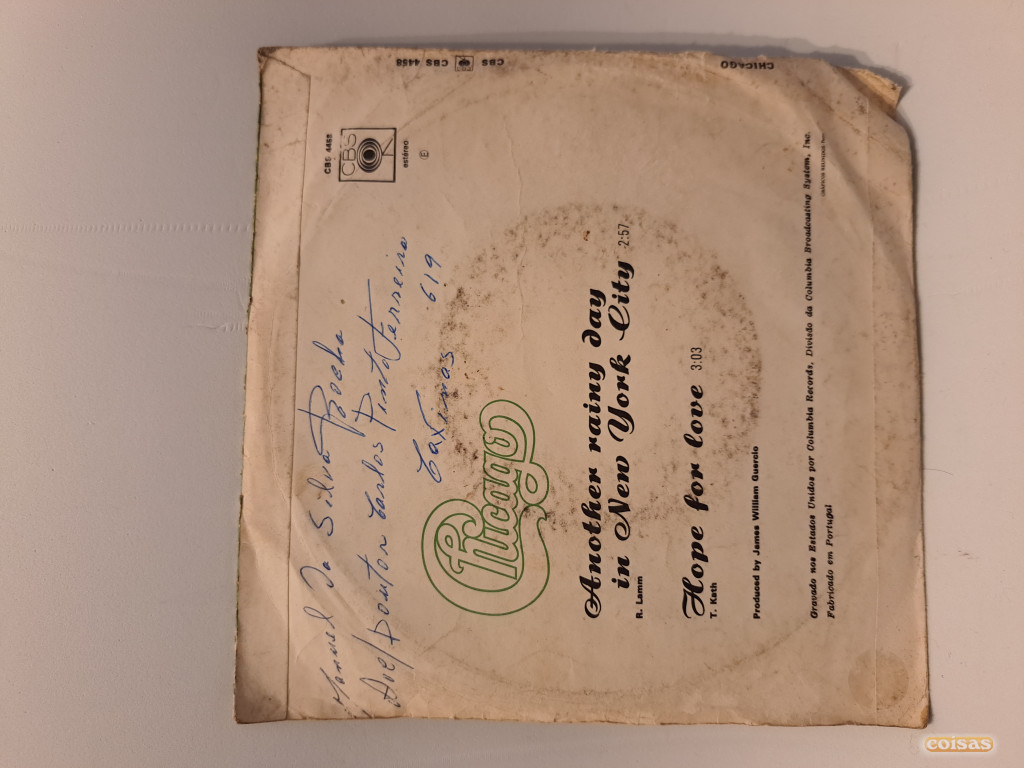 CHICAGO
CBS CBS 4458
CBS 4458
CBS
estéreo
E
Manuel Da Silva Rocha
Ave/ Doutor Carlos Pinto Ferreira
Caxinas 619
Chicago
Another rainy day
in New York City 2:57
R. Lamm
Hope for love 3:03
T. Kath
Produced by James William Guercio
Gravado nos Estados Unidos por Columbia Records, Divisão da Columbia Broadcasting System, Inc.
Fabricado em Portugal
coisas